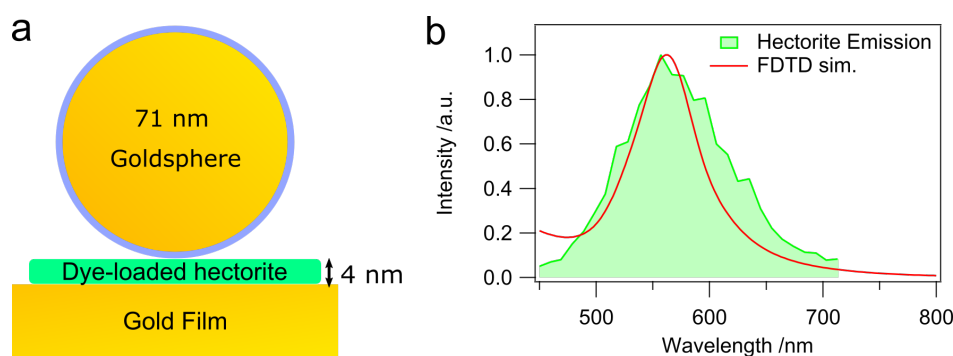 a
71 nm
Goldsphere
Dye-loaded hectorite
4 nm
Gold Film
b
Hectorite Emission
FDTD sim.
Intensity /a.u.
1.0
0.8
0.6
0.4
0.2
0.0
500
600
700
800
Wavelength /nm